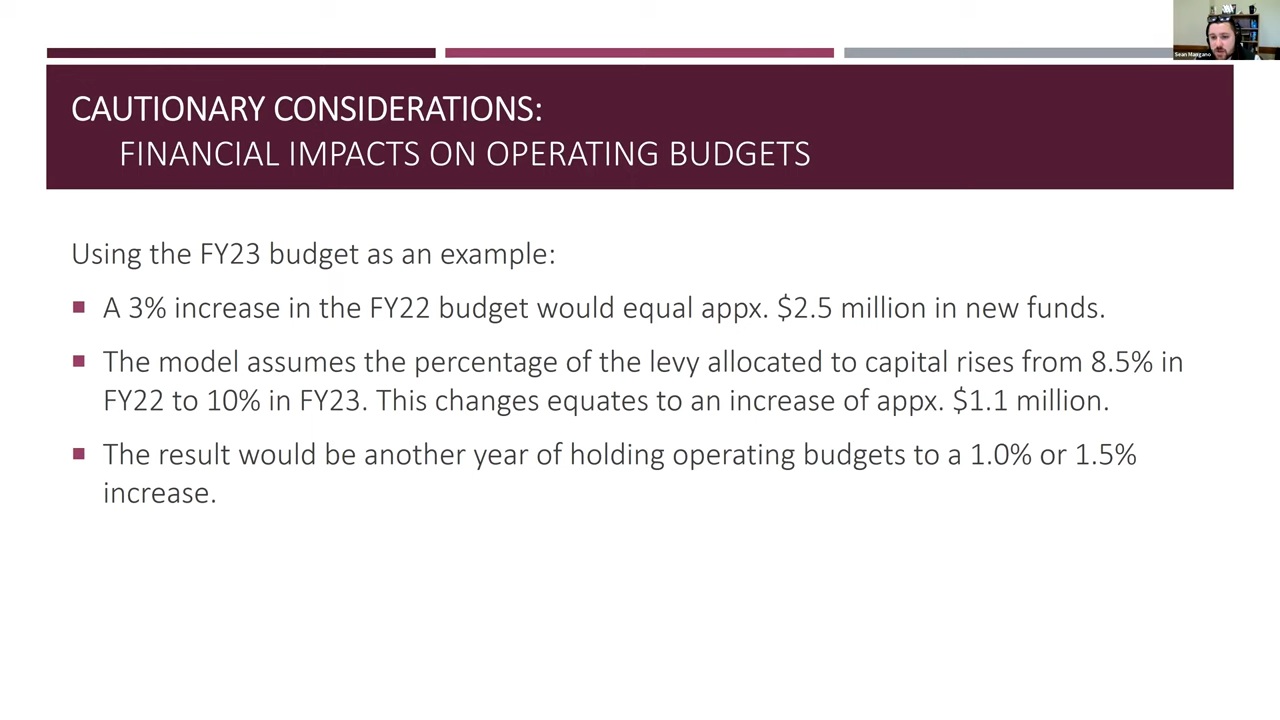 Sean Mangano
CAUTIONARY CONSIDERATIONS:
FINANCIAL IMPACTS ON OPERATING BUDGETS
Using the FY23 budget as an example:
A 3% increase in the FY22 budget would equal appx. $2.5 million in new funds.
The model assumes the percentage of the levy allocated to capital rises from 8.5% in
FY22 to 10% in FY23. This changes equates to an increase of appx. $1.1 million.
The result would be another year of holding operating budgets to a 1.0% or 1.5%
increase.